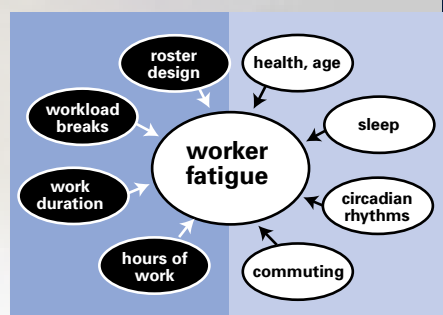 roster
design
health, age
workload
breaks
sleep
worker
fatigue
work
duration
circadian
rhythms
hours of
work
commuting